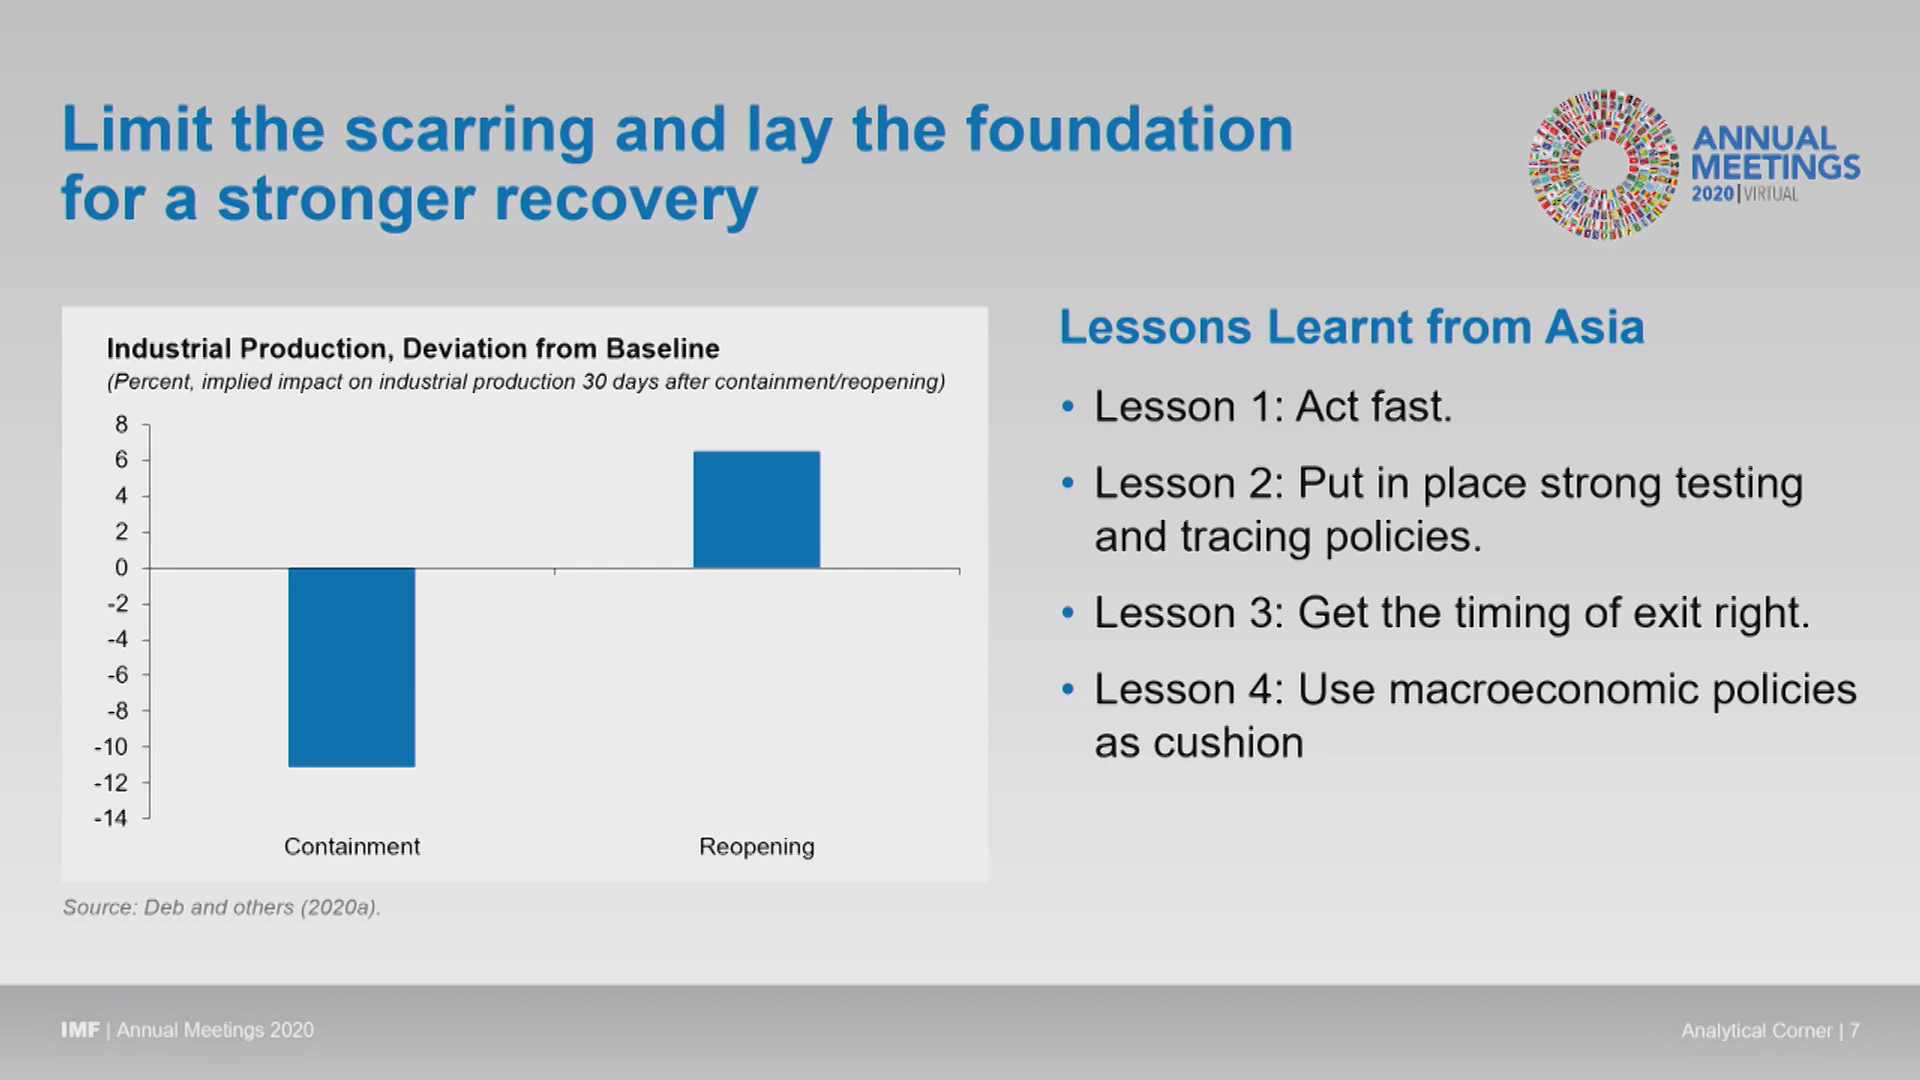 Limit the scarring and lay the foundation
for a stronger recovery
ANNUAL
MEETINGS
2020 | VIRTUAL
Industrial Production, Deviation from Baseline
(Percent, implied impact on industrial production 30 days after containment/reopening)
8
6
4
2
0
-2
-4
-6
-8
-10
-12
-14
Containment
Reopening
Source: Deb and others (2020a).
Lessons Learnt from Asia
• Lesson 1: Act fast.
• Lesson 2: Put in place strong testing
and tracing policies.
• Lesson 3: Get the timing of exit right.
• Lesson 4: Use macroeconomic policies
as cushion
IMF | Annual Meetings 2020
Analytical Corner | 7